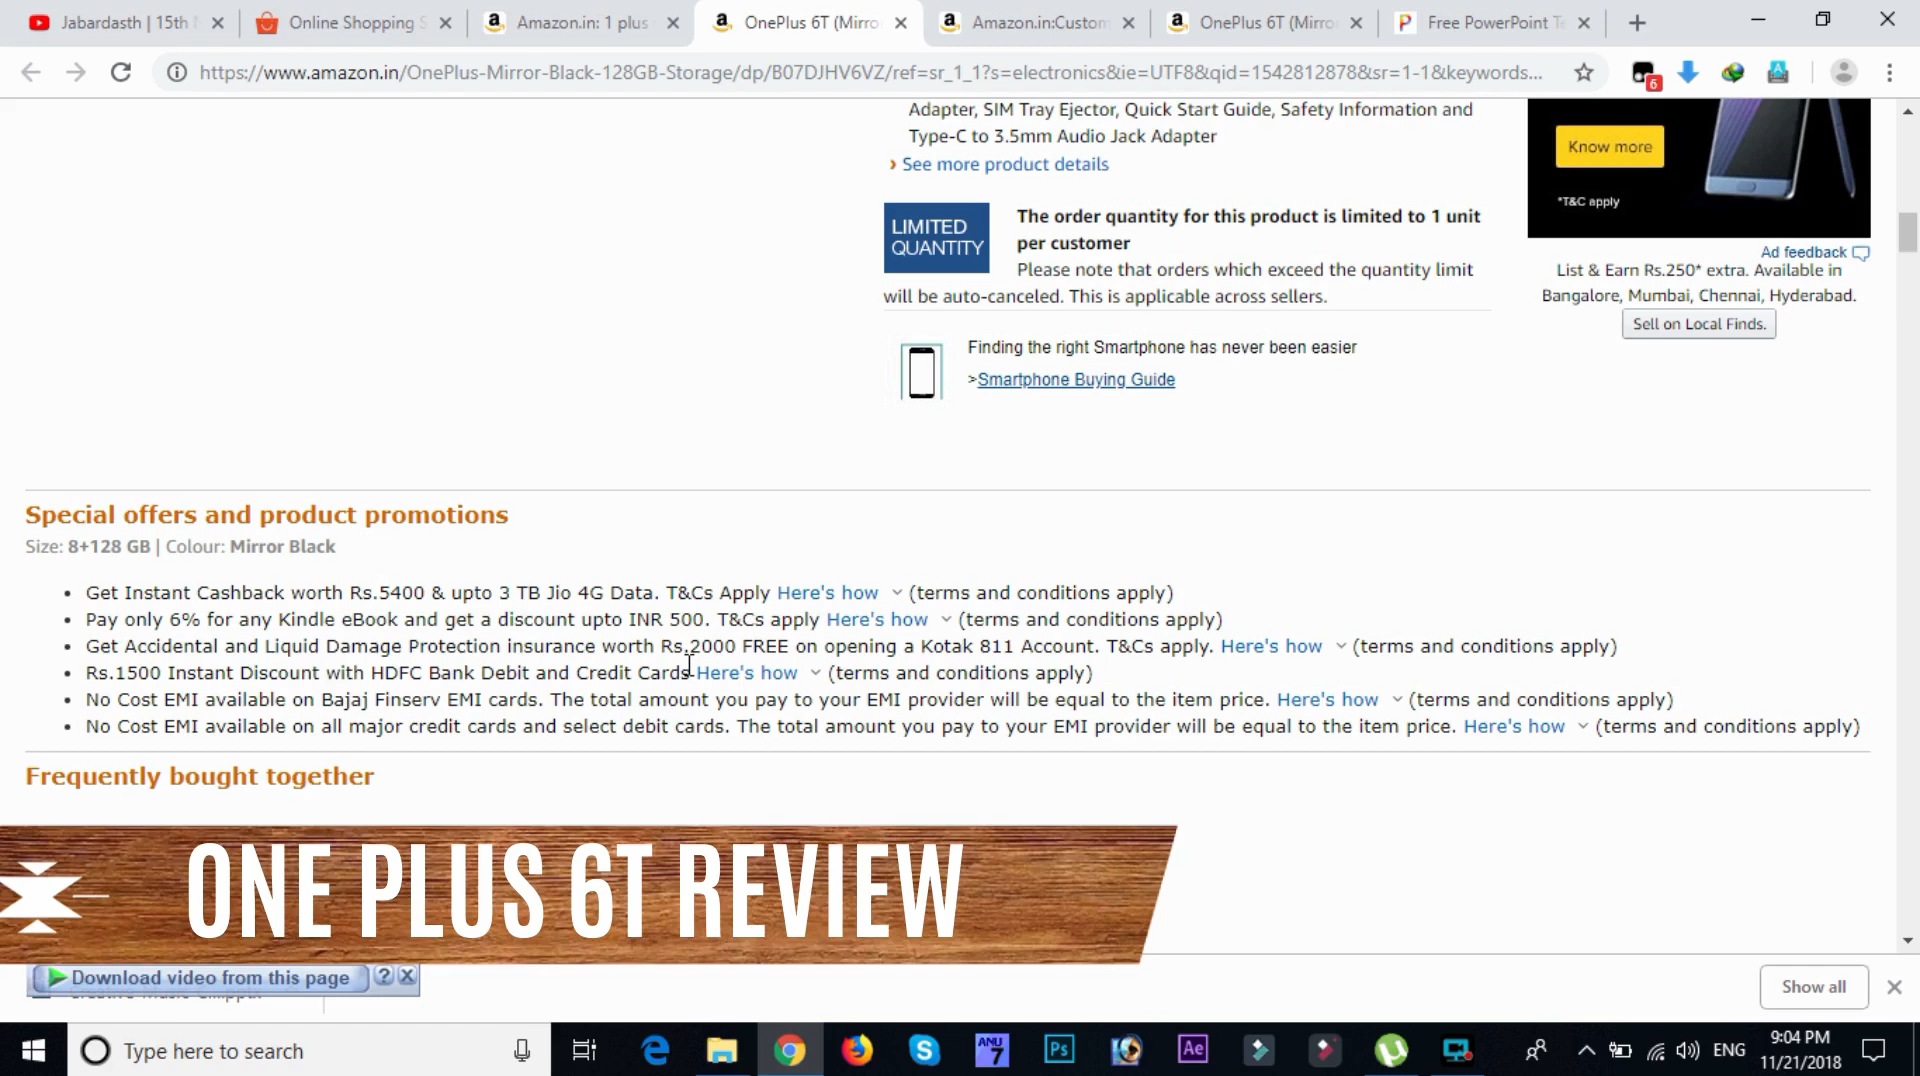 Jabardasth | 15th
Online Shopping S
Amazon.in: 1 plus
OnePlus 6T (Mirro
Amazon.in:Custom
OnePlus 6T (Mirro
Free PowerPoint Te
https://www.amazon.in/OnePlus-Mirror-Black-128GB-Storage/dp/B07DJHV6VZ/ref=sr_1_1?s=electronics&ie=UTF8&qid=1542812878&sr=1-1&keywords...
6
Adapter, SIM Tray Ejector, Quick Start Guide, Safety Information and
Type-C to 3.5mm Audio Jack Adapter
› See more product details
LIMITED
QUANTITY
The order quantity for this product is limited to 1 unit
per customer
Please note that orders which exceed the quantity limit
will be auto-canceled. This is applicable across sellers.
Finding the right Smartphone has never been easier
>Smartphone Buying Guide
Know more
*T&C apply
Ad feedback
List & Earn Rs.250* extra. Available in
Bangalore, Mumbai, Chennai, Hyderabad.
Sell on Local Finds.
Special offers and product promotions
Size: 8+128 GB | Colour: Mirror Black
• Get Instant Cashback worth Rs.5400 & upto 3 TB Jio 4G Data. T&Cs Apply Here's how (terms and conditions apply)
• Pay only 6% for any Kindle eBook and get a discount upto INR 500. T&Cs apply Here's how (terms and conditions apply)
• Get Accidental and Liquid Damage Protection insurance worth Rs.2000 FREE on opening a Kotak 811 Account. T&Cs apply. Here's how (terms and conditions apply)
• Rs.1500 Instant Discount with HDFC Bank Debit and Credit Cards Here's how (terms and conditions apply)
• No Cost EMI available on Bajaj Finserv EMI cards. The total amount you pay to your EMI provider will be equal to the item price. Here's how (terms and conditions apply)
• No Cost EMI available on all major credit cards and select debit cards. The total amount you pay to your EMI provider will be equal to the item price. Here's how (terms and conditions apply)
Frequently bought together
ONE PLUS 6T REVIEW
Download video from this page
? X
Show all
Type here to search
ANU 7
Ps
Ae
ENG
9:04 PM
11/21/2018